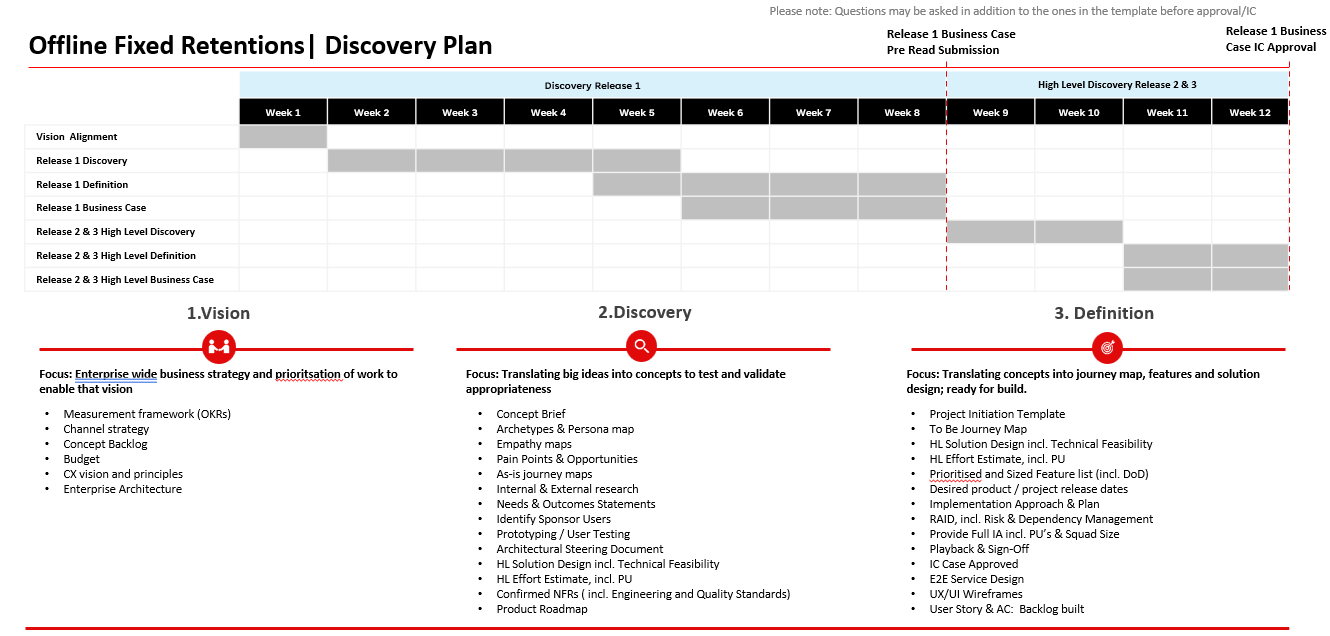 Please note: Questions may be asked in addition to the ones in the template before approval/IC
Offline Fixed Retentions| Discovery Plan
Release 1 Business Case
Pre Read Submission
Release 1 Business
Case IC Approval
Discovery Release 1
High Level Discovery Release 2 & 3
Week 1 Week 2 Week 3 Week 4 Week 5 Week 6 Week 7 Week 8 Week 9 Week 10 Week 11 Week 12
Vision Alignment
Release 1 Discovery
Release 1 Definition
Release 1 Business Case
Release 2 & 3 High Level Discovery
Release 2 & 3 High Level Definition
Release 2 & 3 High Level Business Case
1.Vision
Focus: Enterprise wide business strategy and prioritsation of work to
enable that vision
• Measurement framework (OKRs)
• Channel strategy
• Concept Backlog
• Budget
• CX vision and principles
• Enterprise Architecture
2.Discovery
Focus: Translating big ideas into concepts to test and validate
appropriateness
• Concept Brief
• Archetypes & Persona map
• Empathy maps
• Pain Points & Opportunities
• As-is journey maps
• Internal & External research
• Needs & Outcomes Statements
• Identify Sponsor Users
• Prototyping / User Testing
• Architectural Steering Document
• HL Solution Design incl. Technical Feasibility
• HL Effort Estimate, incl. PU
• Confirmed NFRs ( incl. Engineering and Quality Standards)
• Product Roadmap
3. Definition
Focus: Translating concepts into journey map, features and solution
design; ready for build.
• Project Initiation Template
• To Be Journey Map
• HL Solution Design incl. Technical Feasibility
• HL Effort Estimate, incl. PU
• Prioritised and Sized Feature list (incl. DoD)
• Desired product / project release dates
• Implementation Approach & Plan
• RAID, incl. Risk & Dependency Management
• Provide Full IA incl. PU's & Squad Size
• Playback & Sign-Off
• IC Case Approved
• E2E Service Design
• UX/UI Wireframes
• User Story & AC: Backlog built